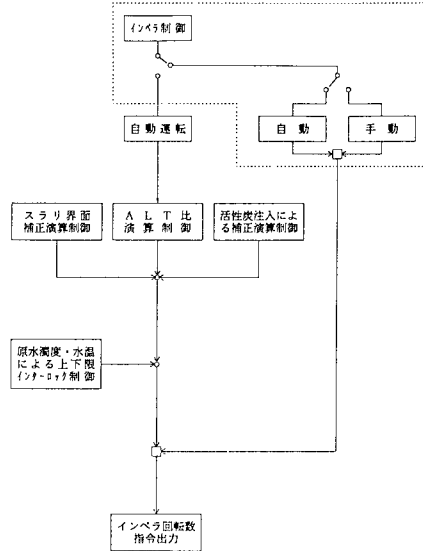 インペラ制御
自動運転
自動
手動
スラリ界面
補正演算制御
ＡＬＴ比
演算制御
活性炭注入によ
る補正演算制御
原水濁度・水温
による上下限
インターロック制御
インペラ回転数
指令出力